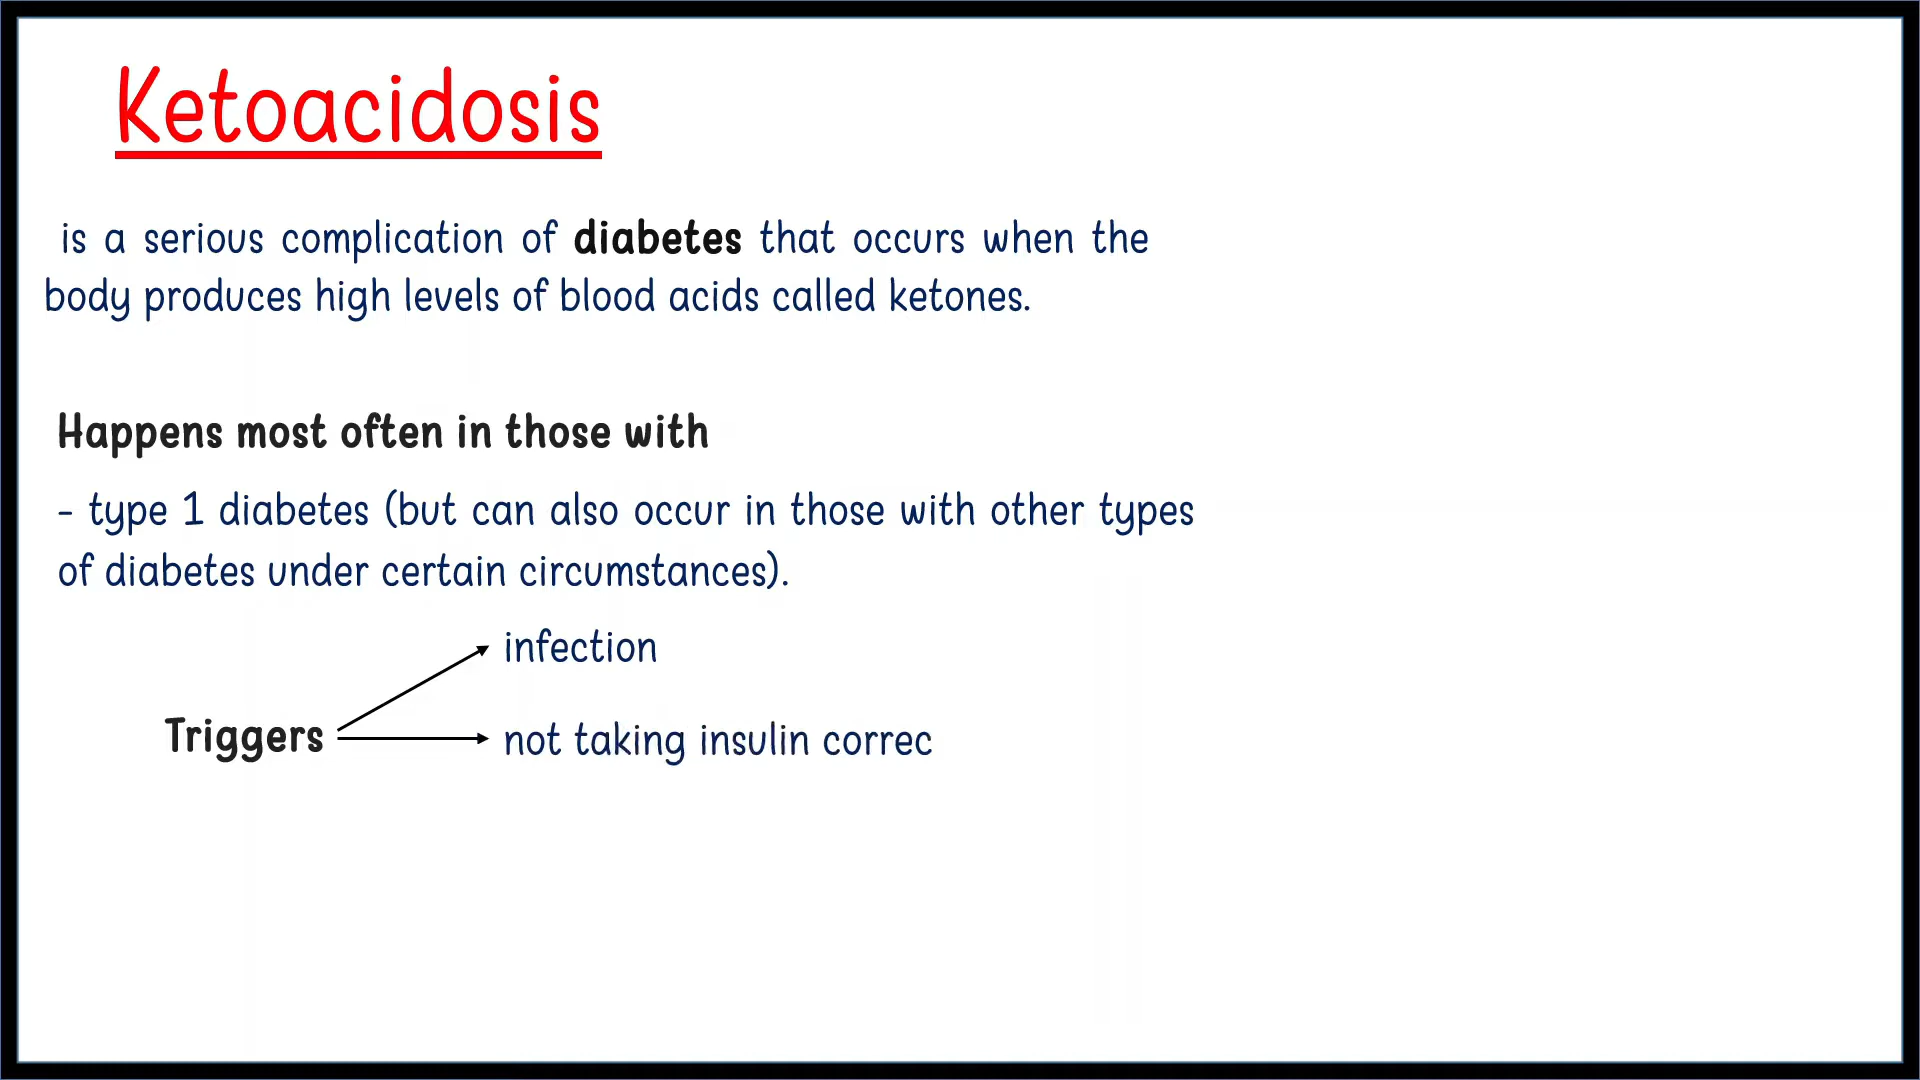 Ketoacidosis
is a serious complication of diabetes that occurs when the
body produces high levels of blood acids called ketones.
Happens most often in those with
- type 1 diabetes (but can also occur in those with other types
of diabetes under certain circumstances).
infection
Triggers
not taking insulin correc